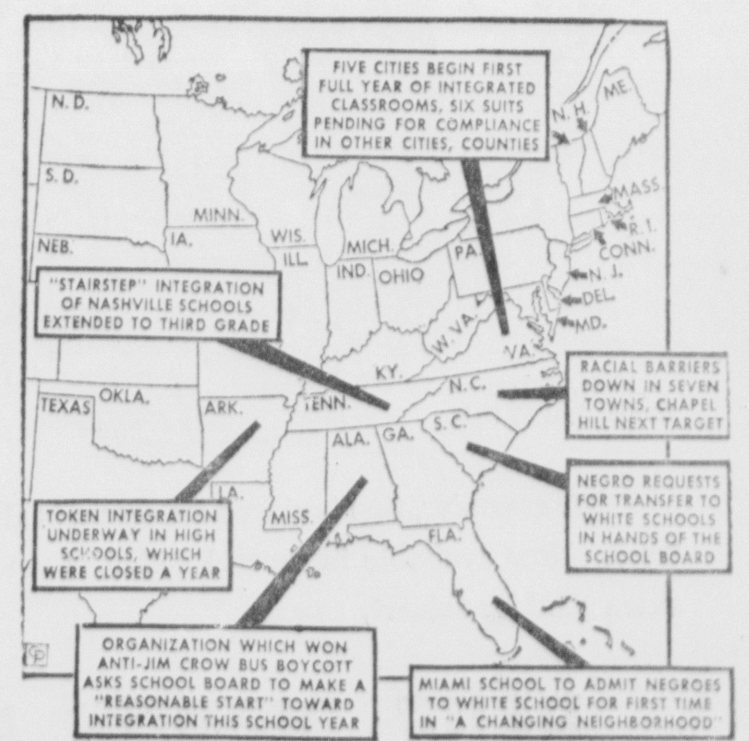 FIVE CITIES BEGIN FIRST
FULL YEAR OF INTEGRATED
CLASSROOMS, SIX SUITS
PENDING FOR COMPLIANCE
IN OTHER CITIES, COUNTIES
N.D.
S.D.
NEB.
MINN.
IA.
WIS.
ILL.
MICH.
IND.
OHIO
PA.
N.H.
ME.
MASS.
R.I.
CONN.
N.J.
DEL.
MD.
W.VA.
VA.
"STAIRSTEP" INTEGRATION
OF NASHVILLE SCHOOLS
EXTENDED TO THIRD GRADE
KY.
N.C.
TENN.
TEXAS
OKLA.
ARK.
ALA.
GA.
S.C.
RACIAL BARRIERS
DOWN IN SEVEN
TOWNS, CHAPEL
HILL NEXT TARGET
NEGRO REQUESTS
FOR TRANSFER TO
WHITE SCHOOLS
IN HANDS OF THE
SCHOOL BOARD
LA.
MISS.
FLA.
TOKEN INTEGRATION
UNDERWAY IN HIGH
SCHOOLS, WHICH
WERE CLOSED A YEAR
ORGANIZATION WHICH WON
ANTI-JIM CROW BUS BOYCOTT
ASKS SCHOOL BOARD TO MAKE A
"REASONABLE START" TOWARD
INTEGRATION THIS SCHOOL YEAR
MIAMI SCHOOL TO ADMIT NEGROES
TO WHITE SCHOOL FOR FIRST TIME
IN "A CHANGING NEIGHBORHOOD"